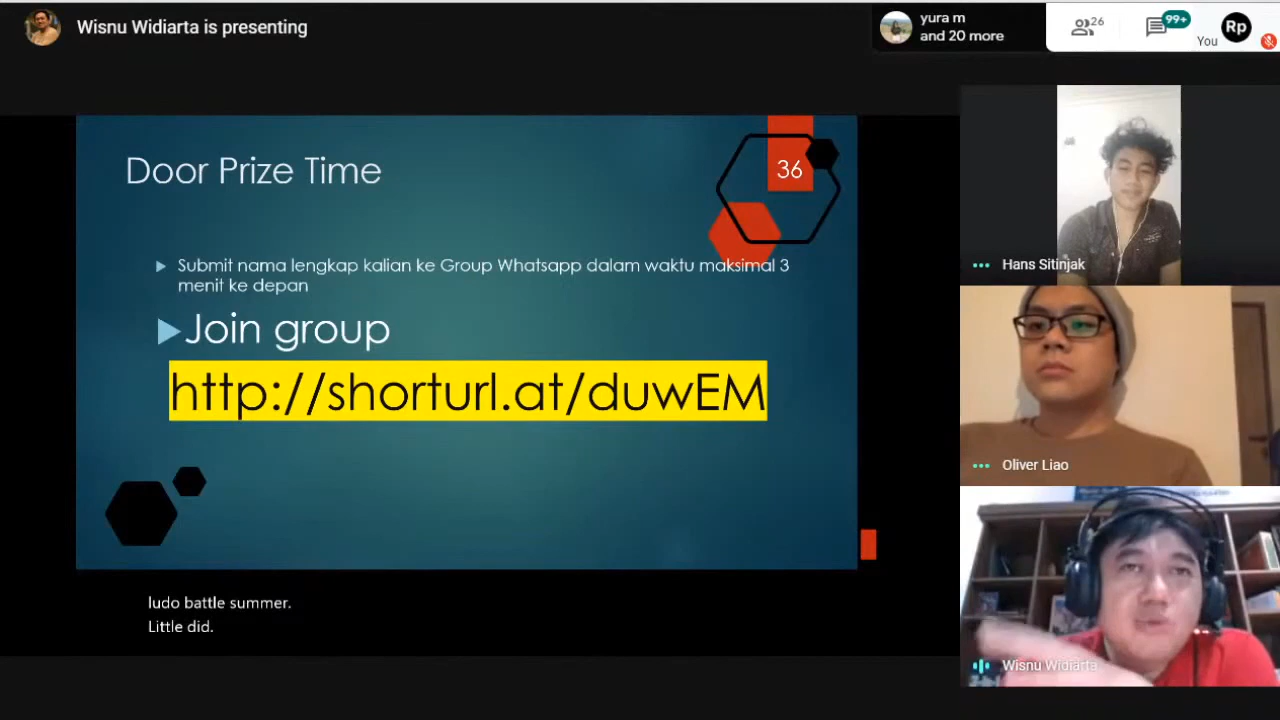 Wisnu Widiarta is presenting
yura m
and 20 more
26
99+
You
Rp
Door Prize Time
36
Submit nama lengkap kalian ke Group Whatsapp dalam waktu maksimal 3
menit ke depan
Join group
http://shorturl.at/duwEM
ludo battle summer.
Little did.
Hans Sitinjak
Oliver Liao
Wisnu Widiarta